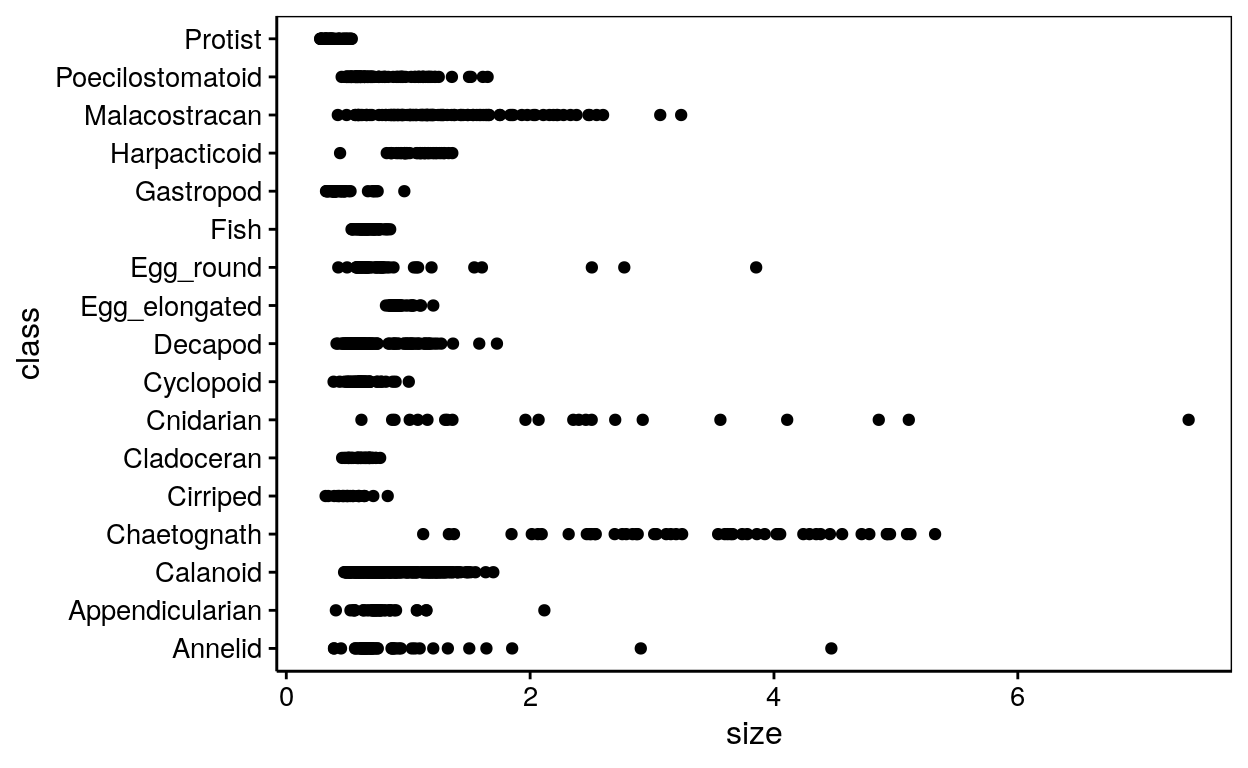 Protist
Poecilostomatoid
Malacostracan
Harpacticoid
Gastropod
Fish
Egg_round
Egg_elongated
Decapod
Cyclopoid
Cnidarian
Cladoceran
Cirriped
Chaetognath
Calanoid
Appendicularian
Annelid
class
0 2 4 6
size